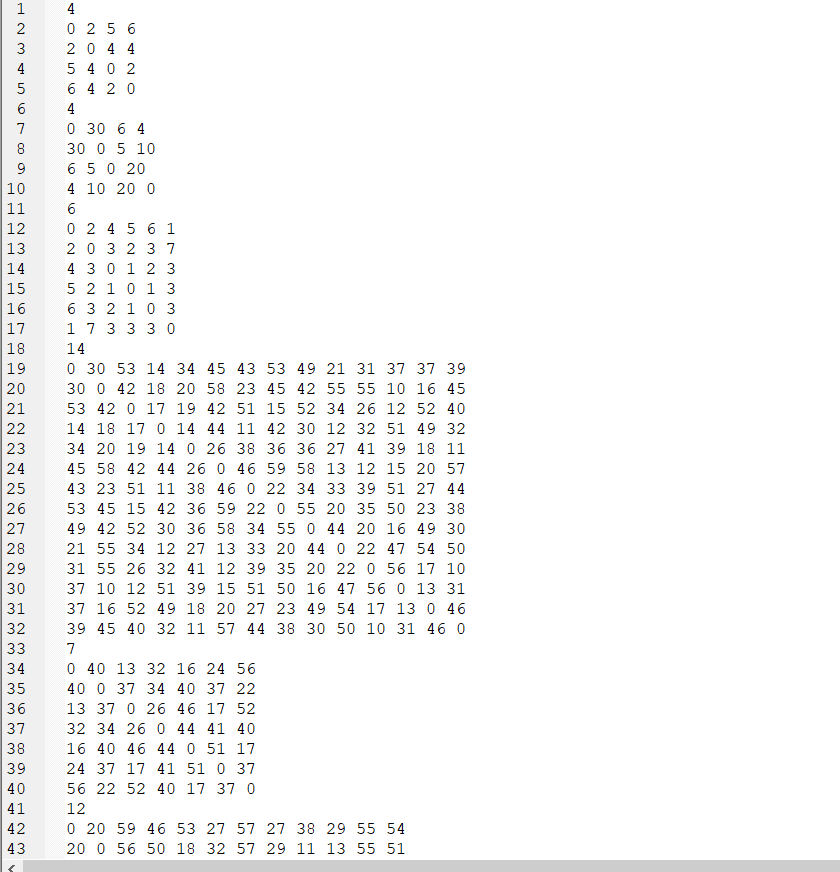 1 4
2 0 2 5 6
3 2 0 4 4
4 5 4 0 2
5 6 4 2 0
6 4
7 0 30 6 4
8 30 0 5 10
9 6 5 0 20
10 4 10 20 0
11 6
12 0 2 4 5 6 1
13 2 0 3 2 3 7
14 4 3 0 1 2 3
15 5 2 1 0 1 3
16 6 3 2 1 0 3
17 1 7 3 3 3 0
18 14
19 0 30 53 14 34 45 43 53 49 21 31 37 37 39
20 30 0 42 18 20 58 23 45 42 55 55 10 16 45
21 53 42 0 17 19 42 51 15 52 34 26 12 52 40
22 14 18 17 0 14 44 11 42 30 12 32 51 49 32
23 34 20 19 14 0 26 38 36 36 27 41 39 18 11
24 45 58 42 44 26 0 46 59 58 13 12 15 20 57
25 43 23 51 11 38 46 0 22 34 33 39 51 27 44
26 53 45 15 42 36 59 22 0 55 20 35 50 23 38
27 49 42 52 30 36 58 34 55 0 44 20 16 49 30
28 21 55 34 12 27 13 33 20 44 0 22 47 54 50
29 31 55 26 32 41 12 39 35 20 22 0 56 17 10
30 37 10 12 51 39 15 51 50 16 47 56 0 13 31
31 37 16 52 49 18 20 27 23 49 54 17 13 0 46
32 39 45 40 32 11 57 44 38 30 50 10 31 46 0
33 7
34 0 40 13 32 16 24 56
35 40 0 37 34 40 37 22
36 13 37 0 26 46 17 52
37 32 34 26 0 44 41 40
38 16 40 46 44 0 51 17
39 24 37 17 41 51 0 37
40 56 22 52 40 17 37 0
41 12
42 0 20 59 46 53 27 57 27 38 29 55 54
43 20 0 56 50 18 32 57 29 11 13 55 51